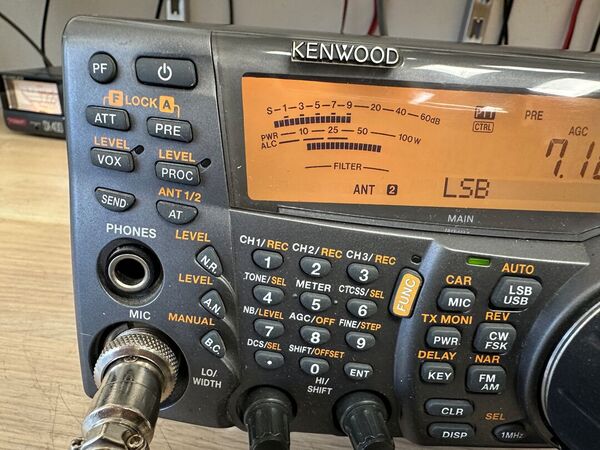 KENWOOD
PF
F LOCK A
ATT
PRE
LEVEL
VOX
LEVEL
PROC
ANT 1/2
SEND
AT
PHONES
LEVEL
N.R.
LEVEL
A.N.
MIC
MANUAL
B.C.
LO/
WIDTH
S 1 3 5 7 9 20 40 60dB
PWR 10 25 50 100W
ALC
FILTER
ANT 2
LSB
CTRL
PRE
AGC
MAIN
CH1/REC CH2/REC CH3/REC
1 2 3
TONE/SEL METER CTCSS/SEL
4 5 6
NB/LEVEL AGC/OFF FINE/STEP
7 8 9
DCS/SEL SHIFT/OFFSET
• 0 ENT
HI/
SHIFT
FUNC
CAR
MIC
AUTO
LSB
USB
TX MONI
PWR
REV
CW
FSK
DELAY
KEY
NAR
FM
AM
CLR
SEL
DISP
1MHz